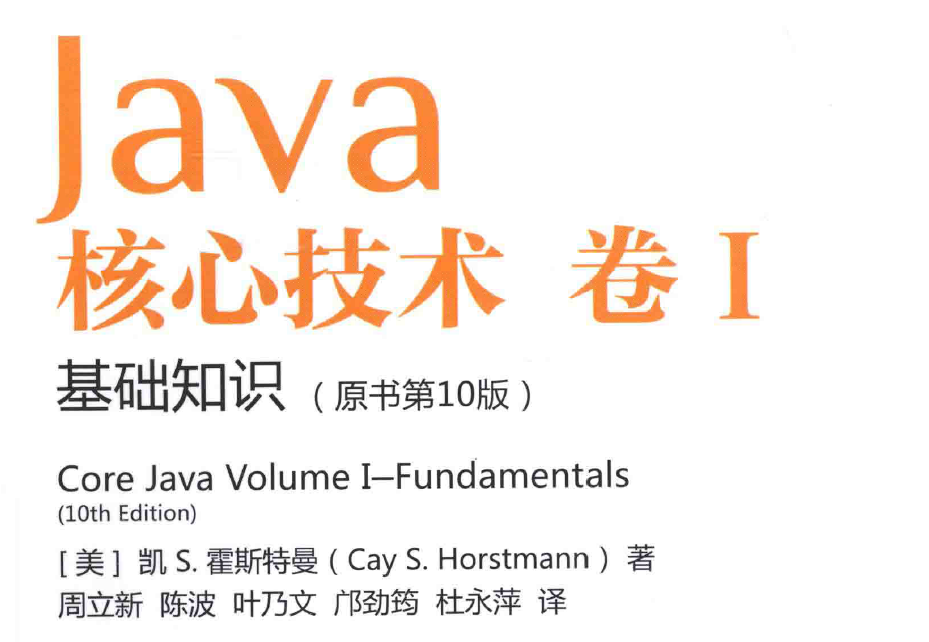 Java
核心技术 卷 I
基础知识（原书第10版）
Core Java Volume I—Fundamentals
(10th Edition)
[ 美 ] 凯 S. 霍斯特曼（Cay S. Horstmann）著
周立新 陈波 叶乃文 邝劲筠 杜永萍 译